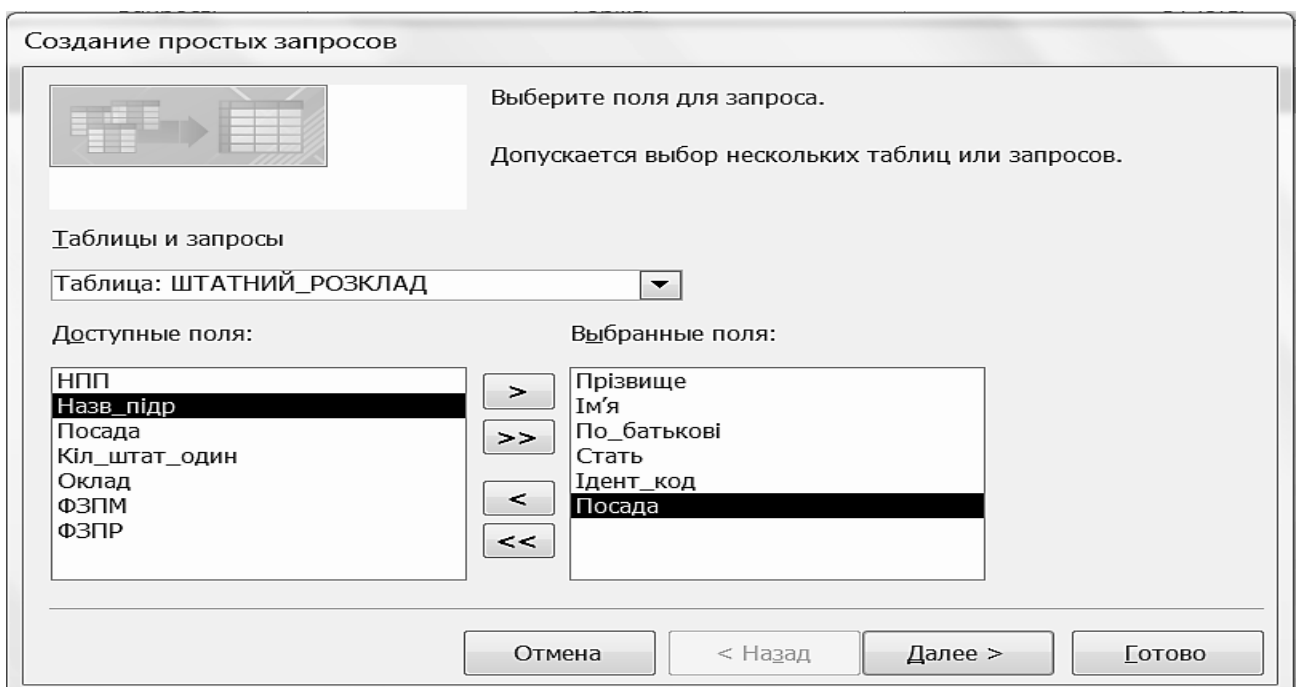 Создание простых запросов
Выберите поля для запроса.
Допускается выбор нескольких таблиц или запросов.
Таблицы и запросы
Таблица: ШТАТНИЙ_РОЗКЛАД
Доступные поля:
Выбранные поля:
НПП
Назв_підр
Посада
Кіл_штат_один
Оклад
ФЗПМ
ФЗПР
>
>>
<
<<
Прізвище
Ім′я
По_батькові
Стать
Ідент_код
Посада
Отмена
< Назад
Далее >
Готово